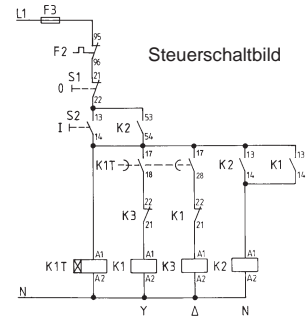 L1 F3
95
F2
96
Steuerschaltbild
S1 21
0
22
S2 13 53
I K2
14 54
17 17 13 13
K1T K2 K1
18 28 14 14
22 22
K3 K1
21 21
A1 A1 A1 A1
K1T K1 K3 K2
A2 A2 A2 A2
N
Y Δ N